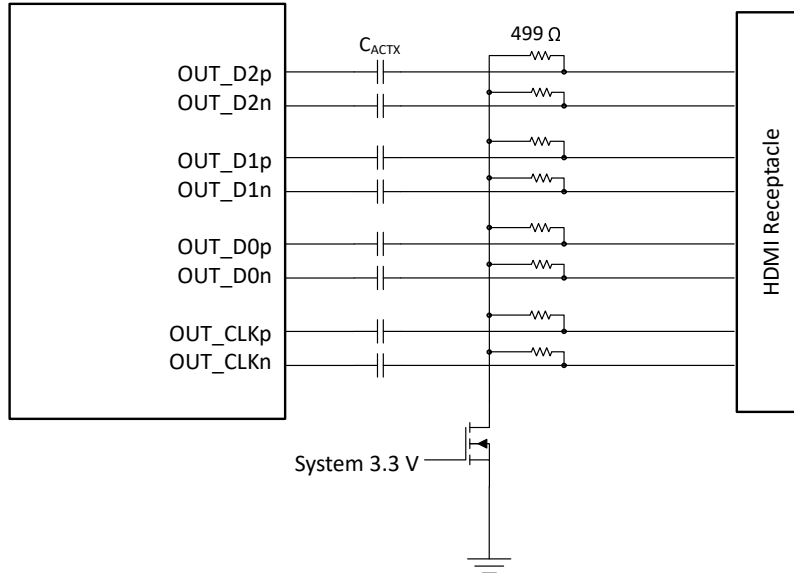 C_ACTX
499 Ω
OUT_D2p
OUT_D2n
OUT_D1p
OUT_D1n
OUT_D0p
OUT_D0n
OUT_CLKp
OUT_CLKn
HDMI Receptacle
System 3.3 V